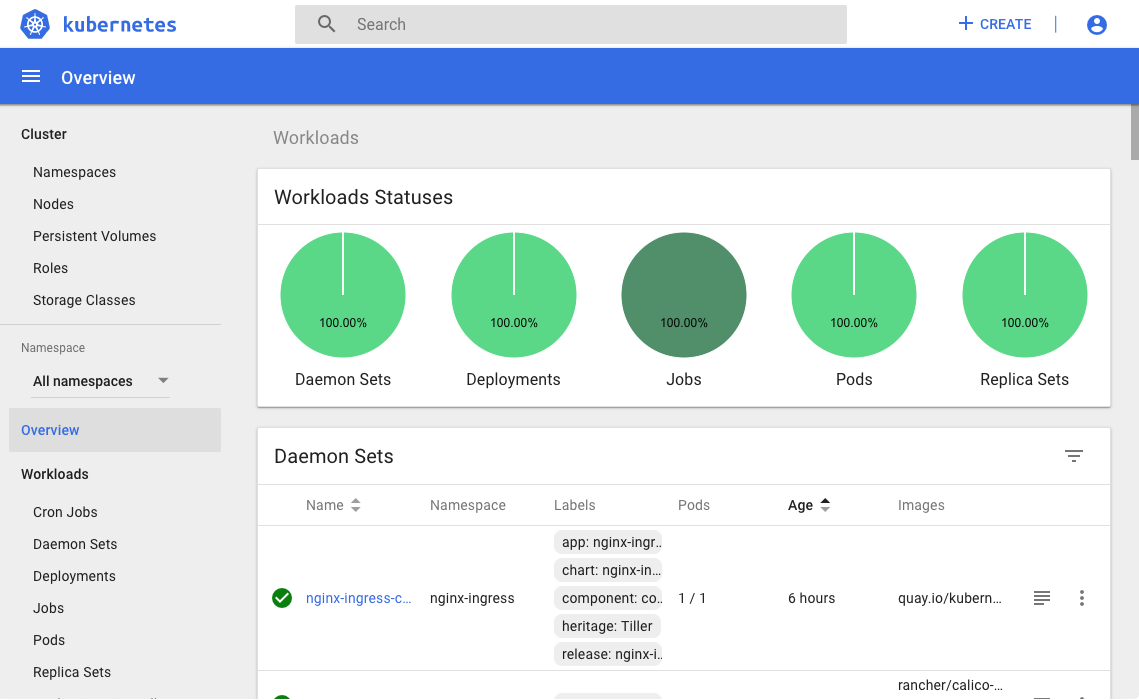 kubernetes
Search
CREATE
Overview
Cluster
Namespaces
Nodes
Persistent Volumes
Roles
Storage Classes
Namespace
All namespaces
Overview
Workloads
Cron Jobs
Daemon Sets
Deployments
Jobs
Pods
Replica Sets
Workloads
Workloads Statuses
100.00% 100.00% 100.00% 100.00% 100.00%
Daemon Sets Deployments Jobs Pods Replica Sets
Daemon Sets
Name Namespace Labels Pods Age Images
app: nginx-ingr..
chart: nginx-in...
nginx-ingress-c... nginx-ingress component: co.. 1 / 1 6 hours quay.io/kubern...
heritage: Tiller
release: nginx-i..
rancher/calico-...